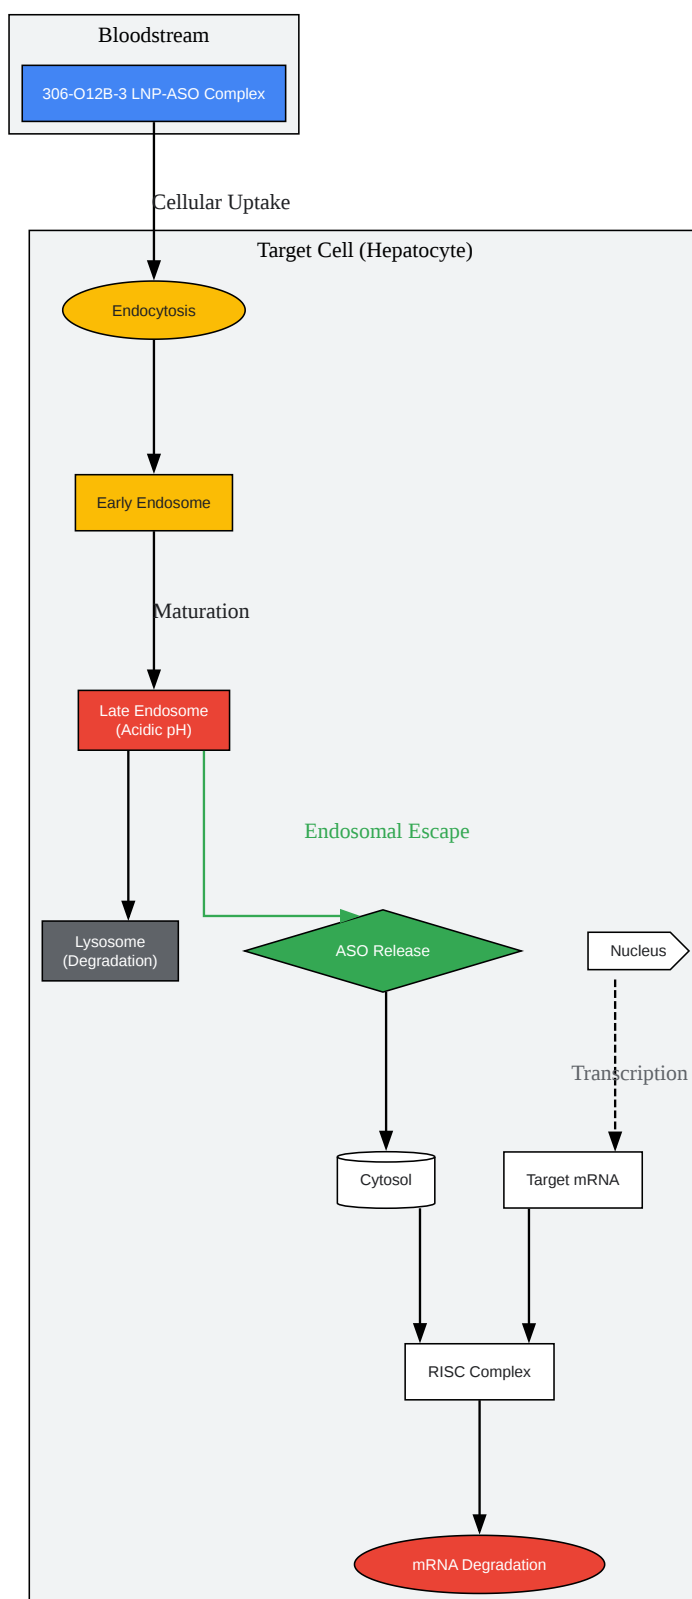 Bloodstream
306-O12B-3 LNP-ASO Complex
Cellular Uptake
Target Cell (Hepatocyte)
Endocytosis
Early Endosome
Maturation
Late Endosome
(Acidic pH)
Endosomal Escape
Lysosome
(Degradation)
ASO Release
Nucleus
Transcription
Cytosol
Target mRNA
RISC Complex
mRNA Degradation